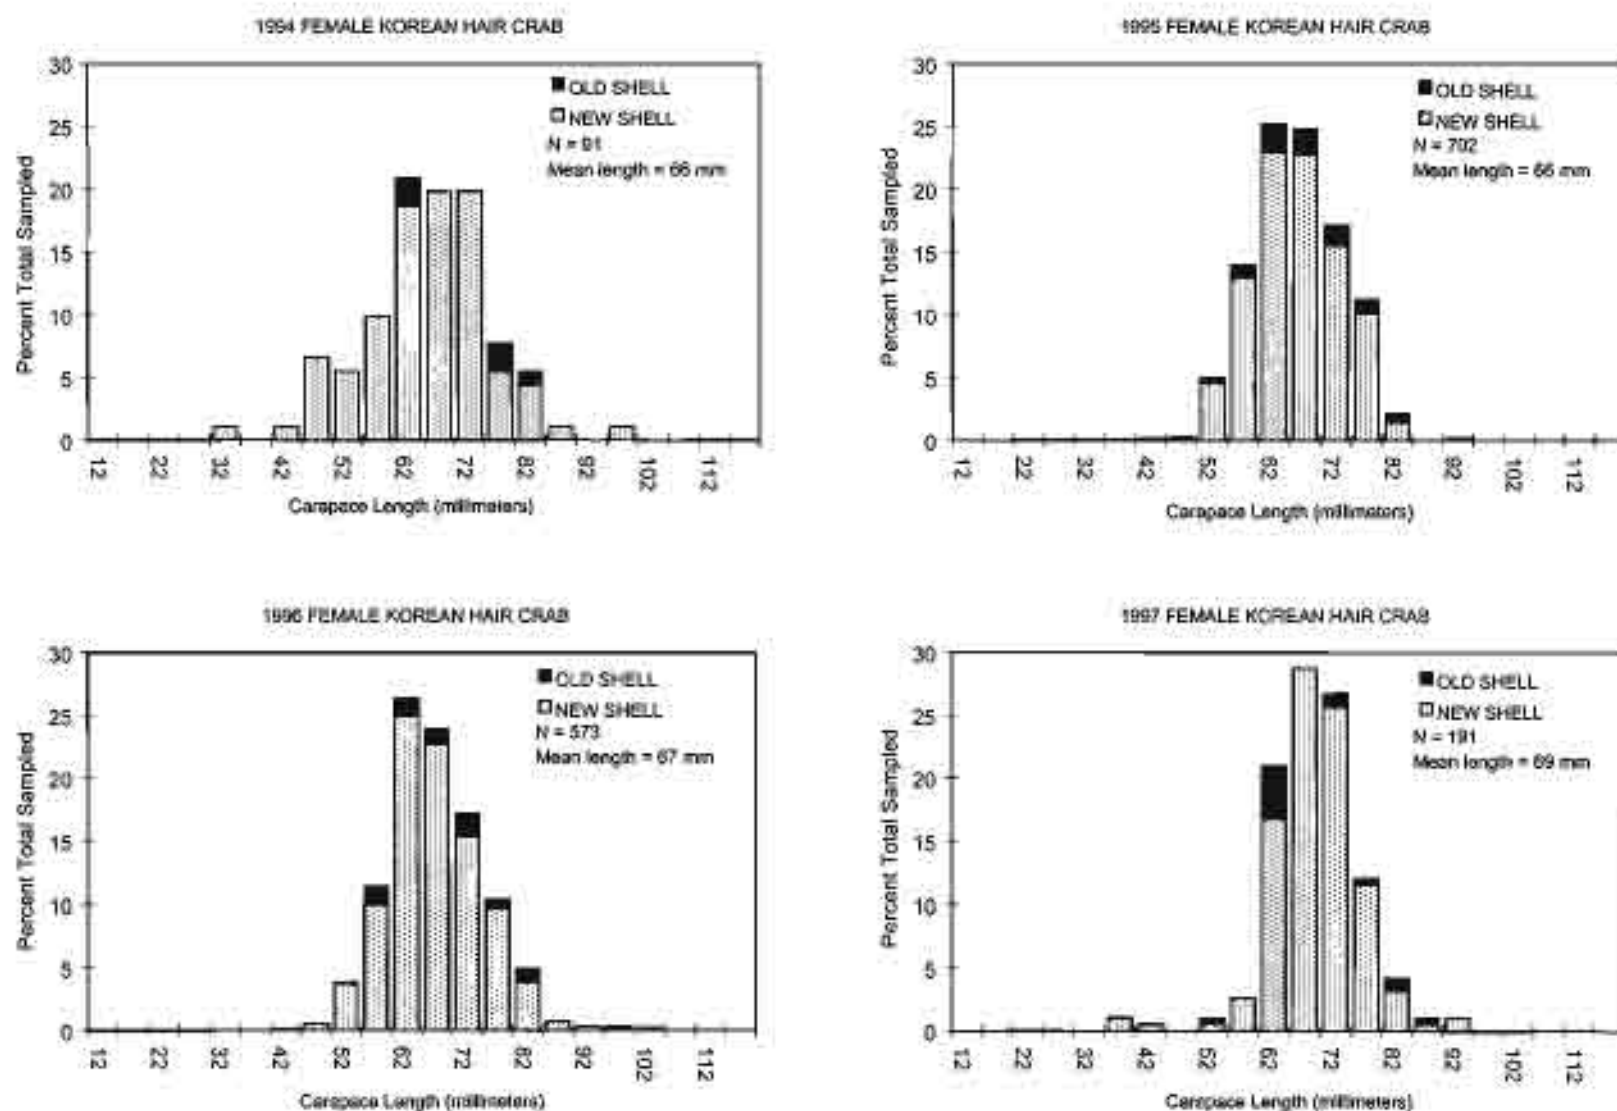 1994 FEMALE KOREAN HAIR CRAB
30
25
20
15
10
5
0
Percent Total Sampled
OLD SHELL
NEW SHELL
N = 91
Mean length = 66 mm
12 22 32 42 52 62 72 82 92 102 112
Carapace Length (millimeters)
1995 FEMALE KOREAN HAIR CRAB
30
25
20
15
10
5
0
Percent Total Sampled
OLD SHELL
NEW SHELL
N = 702
Mean length = 66 mm
12 22 32 42 52 62 72 82 92 102 112
Carapace Length (millimeters)
1996 FEMALE KOREAN HAIR CRAB
30
25
20
15
10
5
0
Percent Total Sampled
OLD SHELL
NEW SHELL
N = 573
Mean length = 67 mm
12 22 32 42 52 62 72 82 92 102 112
Carapace Length (millimeters)
1997 FEMALE KOREAN HAIR CRAB
30
25
20
15
10
5
0
Percent Total Sampled
OLD SHELL
NEW SHELL
N = 191
Mean length = 69 mm
12 22 32 42 52 62 72 82 92 102 112
Carapace Length (millimeters)